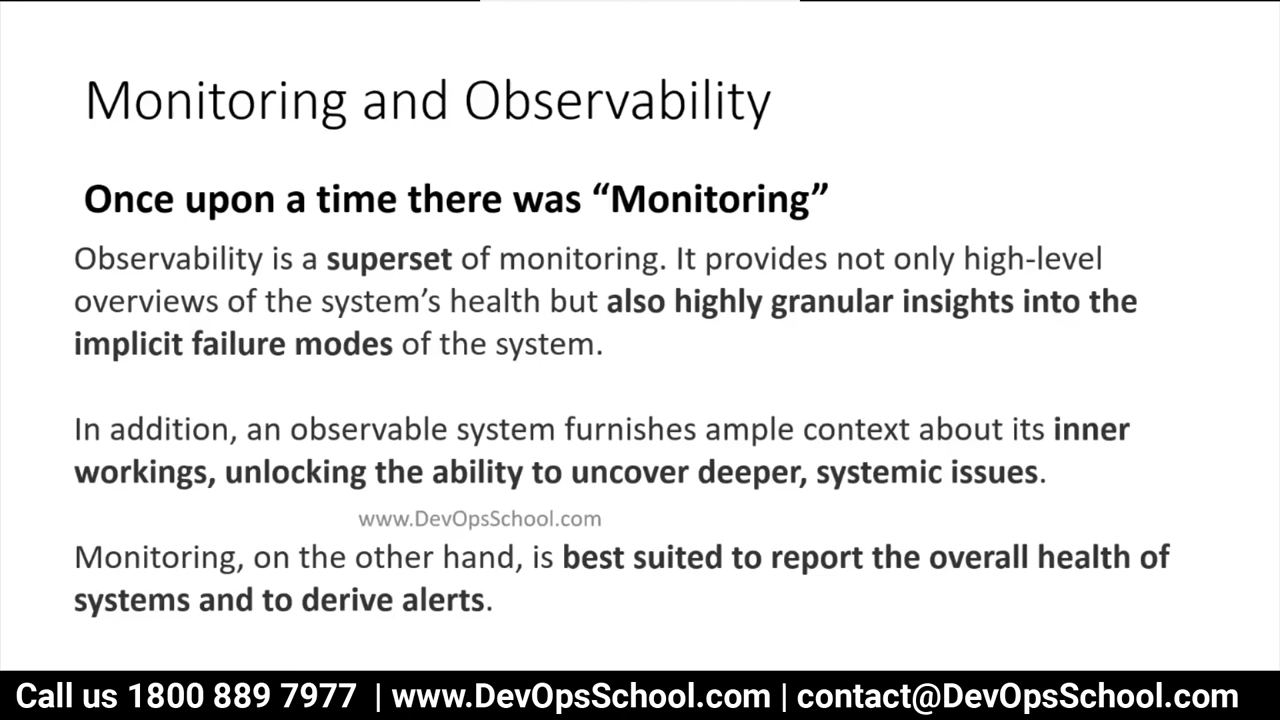 Monitoring and Observability
Once upon a time there was “Monitoring”
Observability is a superset of monitoring. It provides not only high-level
overviews of the system’s health but also highly granular insights into the
implicit failure modes of the system.
In addition, an observable system furnishes ample context about its inner
workings, unlocking the ability to uncover deeper, systemic issues.
www.DevOpsSchool.com
Monitoring, on the other hand, is best suited to report the overall health of
systems and to derive alerts.
Call us 1800 889 7977 | www.DevOpsSchool.com | contact@DevOpsSchool.com